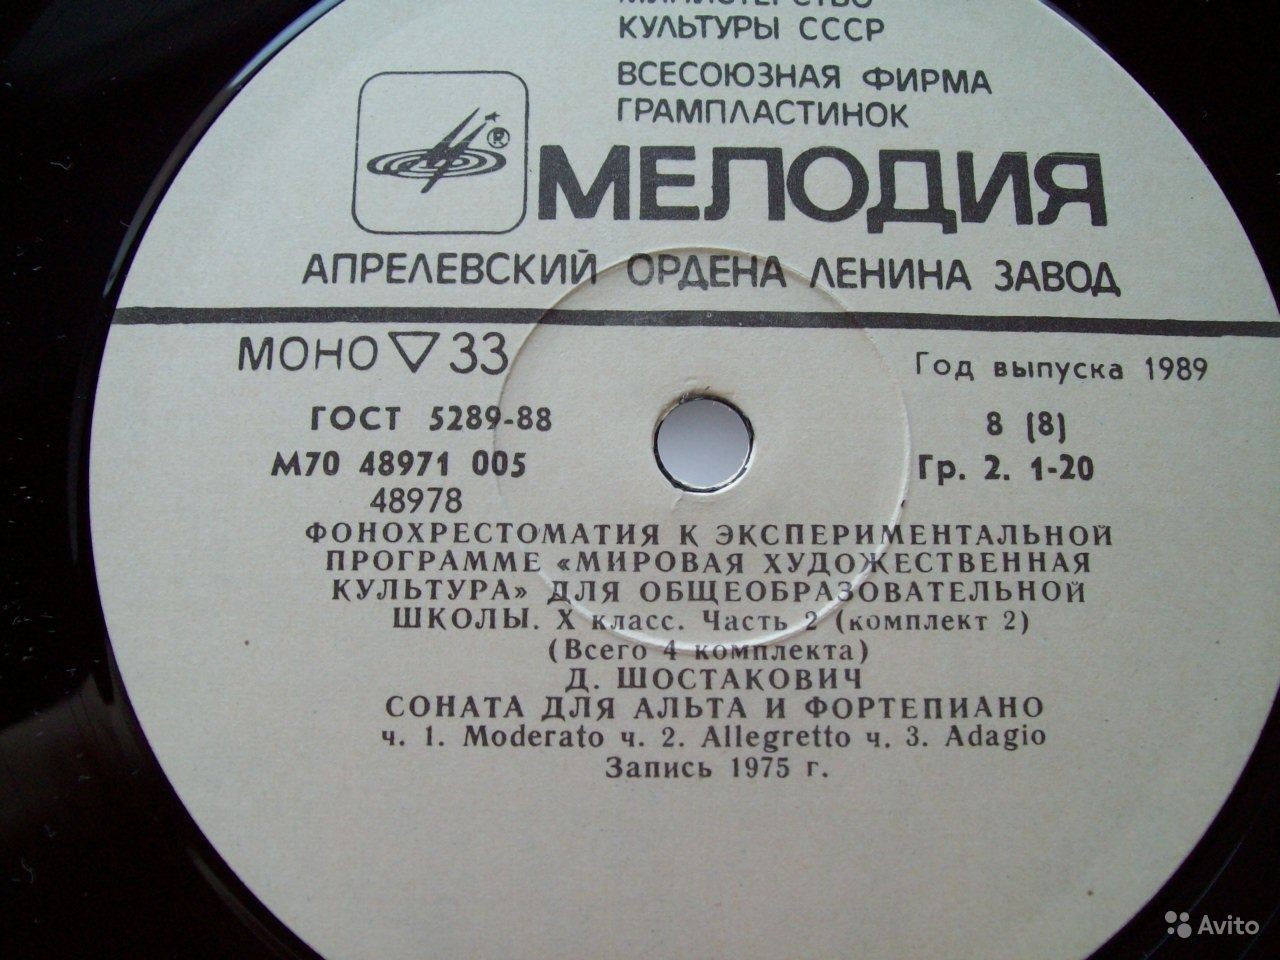 МИНИСТЕРСТВО
КУЛЬТУРЫ СССР
ВСЕСОЮЗНАЯ ФИРМА
ГРАМПЛАСТИНОК
®
МЕЛОДИЯ
АПРЕЛЕВСКИЙ ОРДЕНА ЛЕНИНА ЗАВОД
МОНО ▽ 33
Год выпуска 1989
ГОСТ 5289-88
8 (8)
М70 48971 005
Гр. 2. 1-20
48978
ФОНОХРЕСТОМАТИЯ К ЭКСПЕРИМЕНТАЛЬНОЙ
ПРОГРАММЕ «МИРОВАЯ ХУДОЖЕСТВЕННАЯ
КУЛЬТУРА» ДЛЯ ОБЩЕОБРАЗОВАТЕЛЬНОЙ
ШКОЛЫ. X класс. Часть 2 (комплект 2)
(Всего 4 комплекта)
Д. ШОСТАКОВИЧ
СОНАТА ДЛЯ АЛЬТА И ФОРТЕПИАНО
ч. 1. Moderato ч. 2. Allegretto ч. 3. Adagio
Запись 1975 г.
Avito